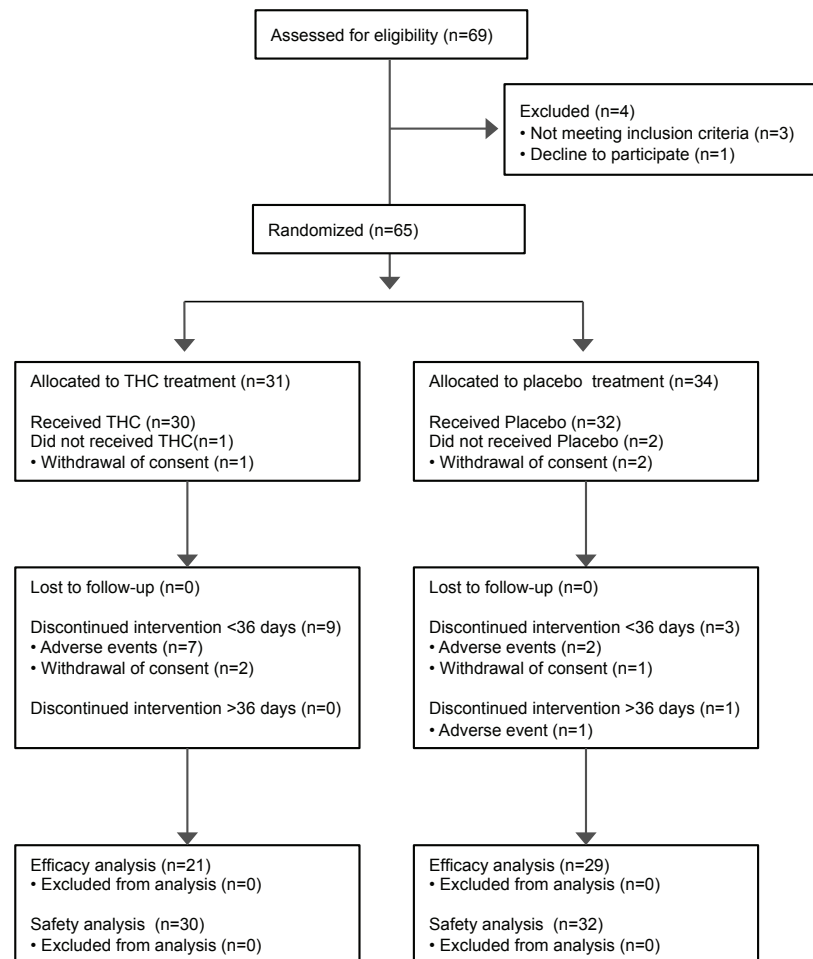 Assessed for eligibility (n=69)
Excluded (n=4)
• Not meeting inclusion criteria (n=3)
• Decline to participate (n=1)
Randomized (n=65)
Allocated to THC treatment (n=31)
Received THC (n=30)
Did not received THC(n=1)
• Withdrawal of consent (n=1)
Allocated to placebo  treatment (n=34)
Received Placebo (n=32)
Did not received Placebo (n=2)
• Withdrawal of consent (n=2)
Lost to follow-up (n=0)
Discontinued intervention <36 days (n=9)
• Adverse events (n=7)
• Withdrawal of consent (n=2)
Discontinued intervention >36 days (n=0)
Lost to follow-up (n=0)
Discontinued intervention <36 days (n=3)
• Adverse events (n=2)
• Withdrawal of consent (n=1)
Discontinued intervention >36 days (n=1)
• Adverse event (n=1)
Efficacy analysis (n=21)
• Excluded from analysis (n=0)
Safety analysis  (n=30)
• Excluded from analysis (n=0)
Efficacy analysis (n=29)
• Excluded from analysis (n=0)
Safety analysis  (n=32)
• Excluded from analysis (n=0)